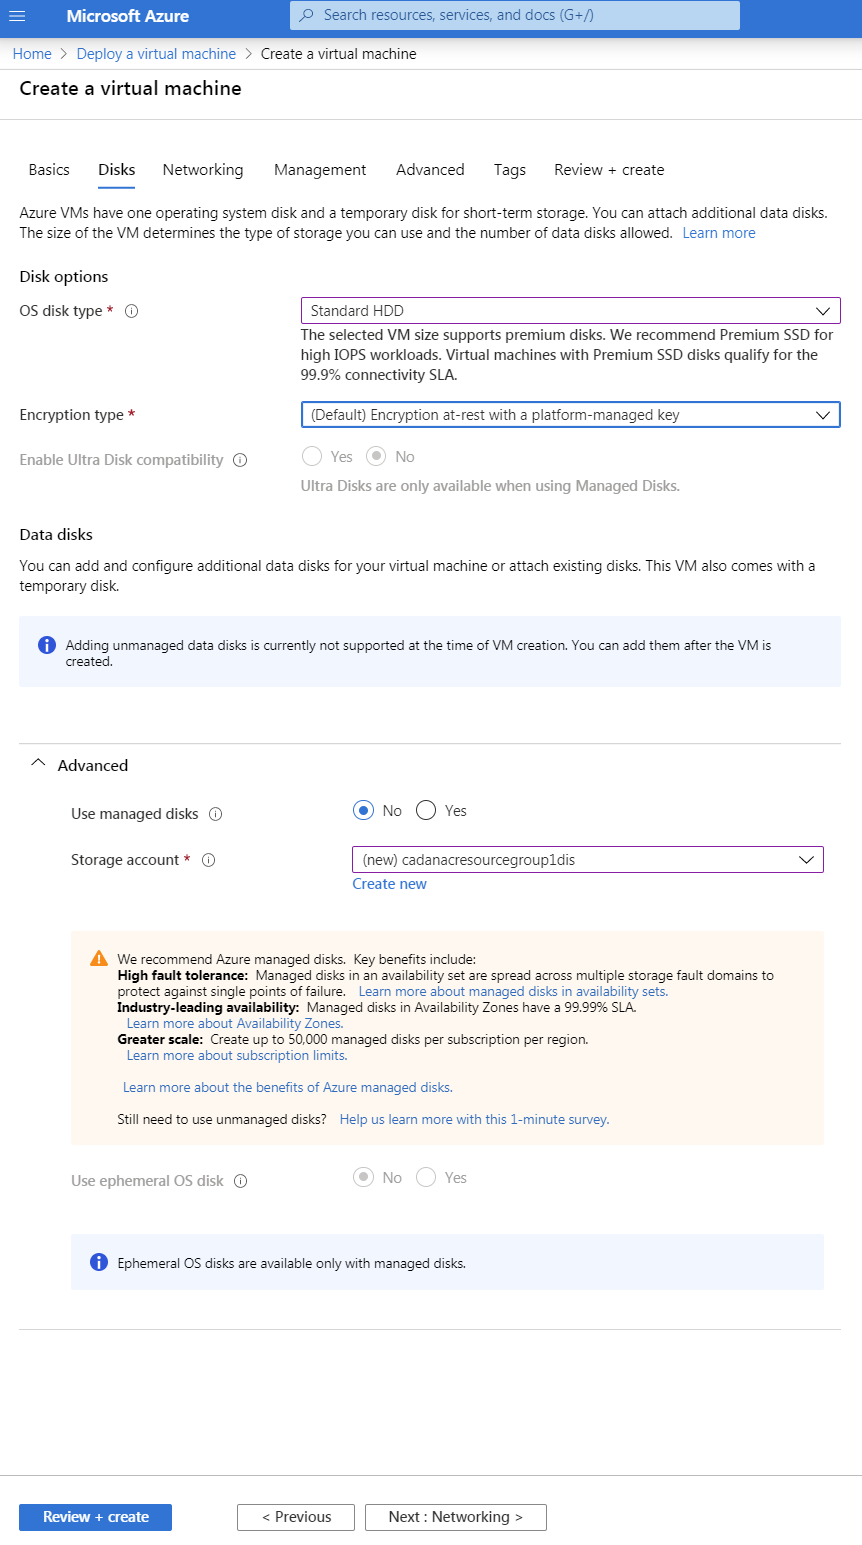 Microsoft Azure
Search resources, services, and docs (G+/)
Home > Deploy a virtual machine > Create a virtual machine
Create a virtual machine
Basics Disks Networking Management Advanced Tags Review + create
Azure VMs have one operating system disk and a temporary disk for short-term storage. You can attach additional data disks.
The size of the VM determines the type of storage you can use and the number of data disks allowed. Learn more
Disk options
OS disk type *
Standard HDD
The selected VM size supports premium disks. We recommend Premium SSD for
high IOPS workloads. Virtual machines with Premium SSD disks qualify for the
99.9% connectivity SLA.
Encryption type *
(Default) Encryption at-rest with a platform-managed key
Enable Ultra Disk compatibility
Yes No
Ultra Disks are only available when using Managed Disks.
Data disks
You can add and configure additional data disks for your virtual machine or attach existing disks. This VM also comes with a
temporary disk.
Adding unmanaged data disks is currently not supported at the time of VM creation. You can add them after the VM is
created.
Advanced
Use managed disks
No Yes
Storage account *
(new) cadanacresourcegroup1dis
Create new
We recommend Azure managed disks. Key benefits include:
High fault tolerance: Managed disks in an availability set are spread across multiple storage fault domains to
protect against single points of failure. Learn more about managed disks in availability sets.
Industry-leading availability: Managed disks in Availability Zones have a 99.99% SLA.
Learn more about Availability Zones.
Greater scale: Create up to 50,000 managed disks per subscription per region.
Learn more about subscription limits.
Learn more about the benefits of Azure managed disks.
Still need to use unmanaged disks? Help us learn more with this 1-minute survey.
Use ephemeral OS disk
No Yes
Ephemeral OS disks are available only with managed disks.
Review + create
< Previous
Next : Networking >